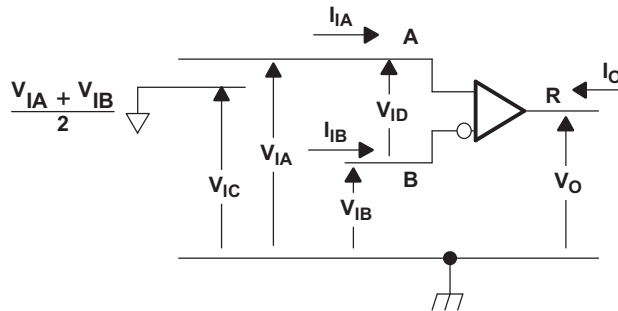 I_IA
A
I_O
V_IA + V_IB
2
R
V_ID
I_IB
V_IA
B
V_IC
V_IB
V_O